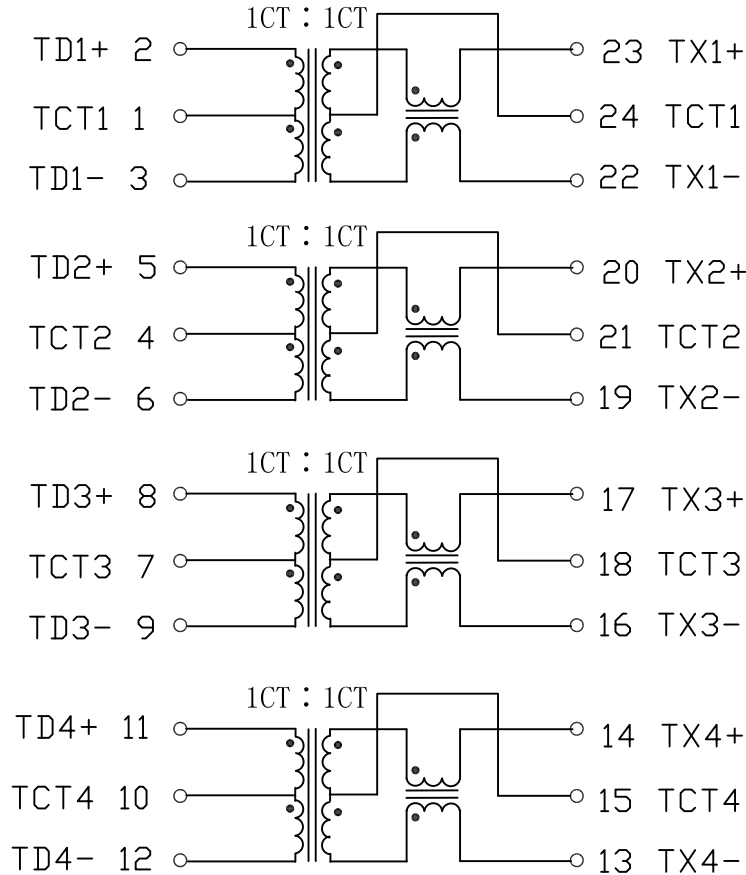 1CT : 1CT
TD1+ 2 23 TX1+
TCT1 1 24 TCT1
TD1- 3 22 TX1-
1CT : 1CT
TD2+ 5 20 TX2+
TCT2 4 21 TCT2
TD2- 6 19 TX2-
1CT : 1CT
TD3+ 8 17 TX3+
TCT3 7 18 TCT3
TD3- 9 16 TX3-
1CT : 1CT
TD4+ 11 14 TX4+
TCT4 10 15 TCT4
TD4- 12 13 TX4-